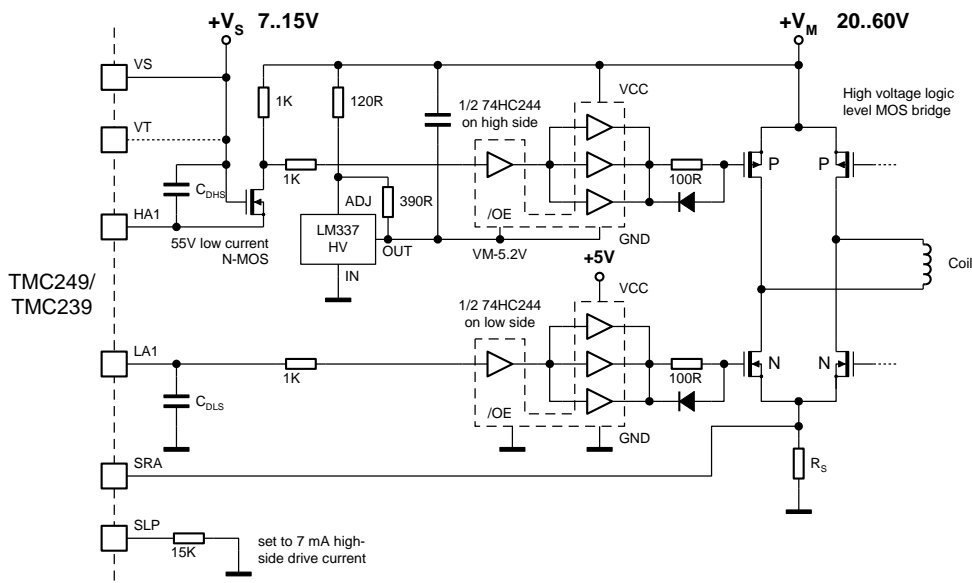 +VS 7..15V
+VM 20..60V
VS
VT
1K
120R
1/2 74HC244
on high side
VCC
High voltage logic
level MOS bridge
CDHS
1K
ADJ
390R
100R
P
P
HA1
55V low current
N-MOS
LM337
HV
OUT
IN
/OE
VM-5.2V
GND
+5V
Coil
TMC249/
TMC239
1/2 74HC244
on low side
VCC
LA1
1K
100R
N
N
CDLS
/OE
GND
SRA
RS
SLP
15K
set to 7 mA high-
side drive current